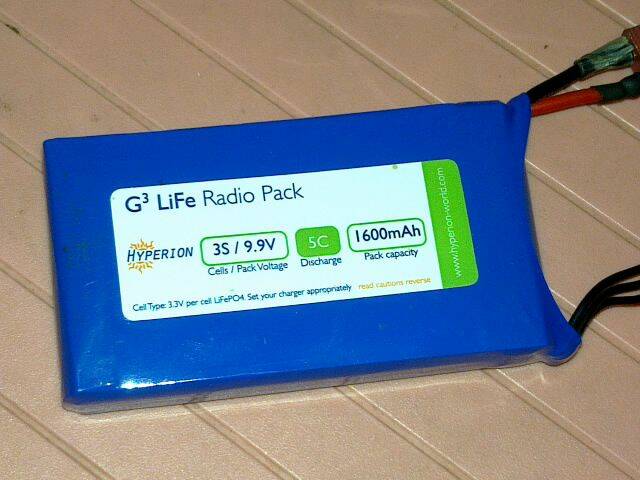 G³ LiFe Radio Pack
HYPERION
3S / 9.9V
Cells / Pack Voltage
5C
Discharge
1600mAh
Pack capacity
Cell Type: 3.3V per cell LiFePO4. Set your charger appropriately
read cautions reverse
www.hyperion-world.com